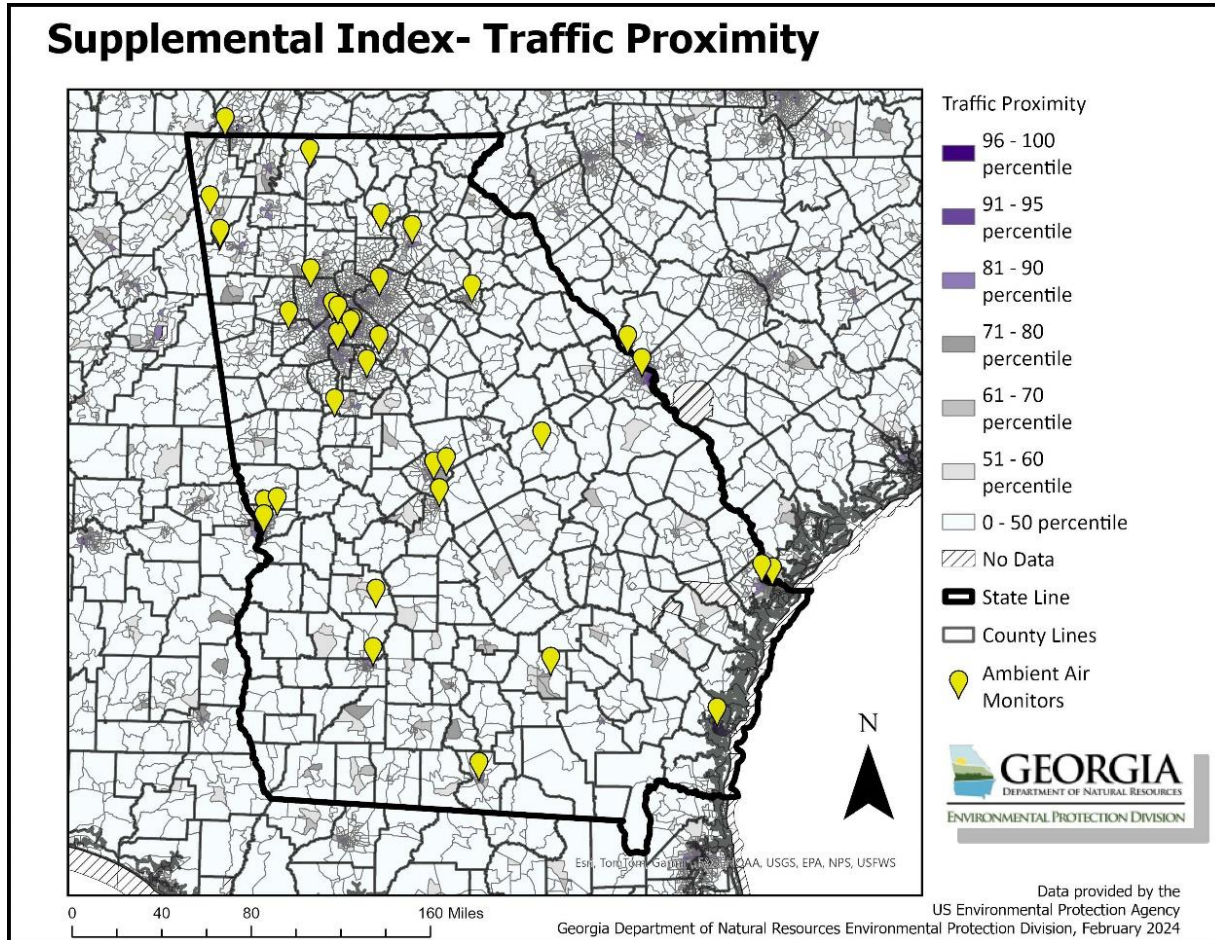 Supplemental Index- Traffic Proximity
Traffic Proximity
96 - 100
percentile
91 - 95
percentile
81 - 90
percentile
71 - 80
percentile
61 - 70
percentile
51 - 60
percentile
0 - 50 percentile
No Data
State Line
County Lines
Ambient Air
Monitors
N
GEORGIA
DEPARTMENT OF NATURAL RESOURCES
ENVIRONMENTAL PROTECTION DIVISION
Esri, TomTom, USGS, EPA, NPS, USFWS
0 40 80 160 Miles
Data provided by the
US Environmental Protection Agency
Georgia Department of Natural Resources Environmental Protection Division, February 2024